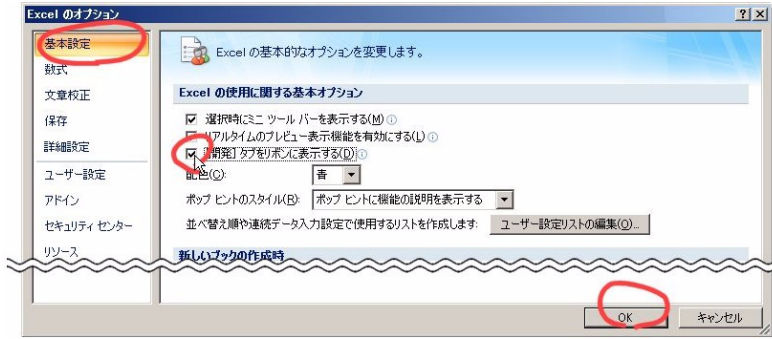 Excel のオプション
? ×
基本設定
数式
文章校正
保存
詳細設定
ユーザー設定
アドイン
セキュリティ センター
リソース
Excel の基本的なオプションを変更します。
Excel の使用に関する基本オプション
選択時にミニ ツール バーを表示する(M)
リアルタイムのプレビュー表示機能を有効にする(L)
[開発] タブをリボンに表示する(D)
配色(C): 青
ポップ ヒントのスタイル(R): ポップ ヒントに機能の説明を表示する
並べ替え順や連続データ入力設定で使用するリストを作成します: ユーザー設定リストの編集(O)...
新しいブックの作成時
OK キャンセル